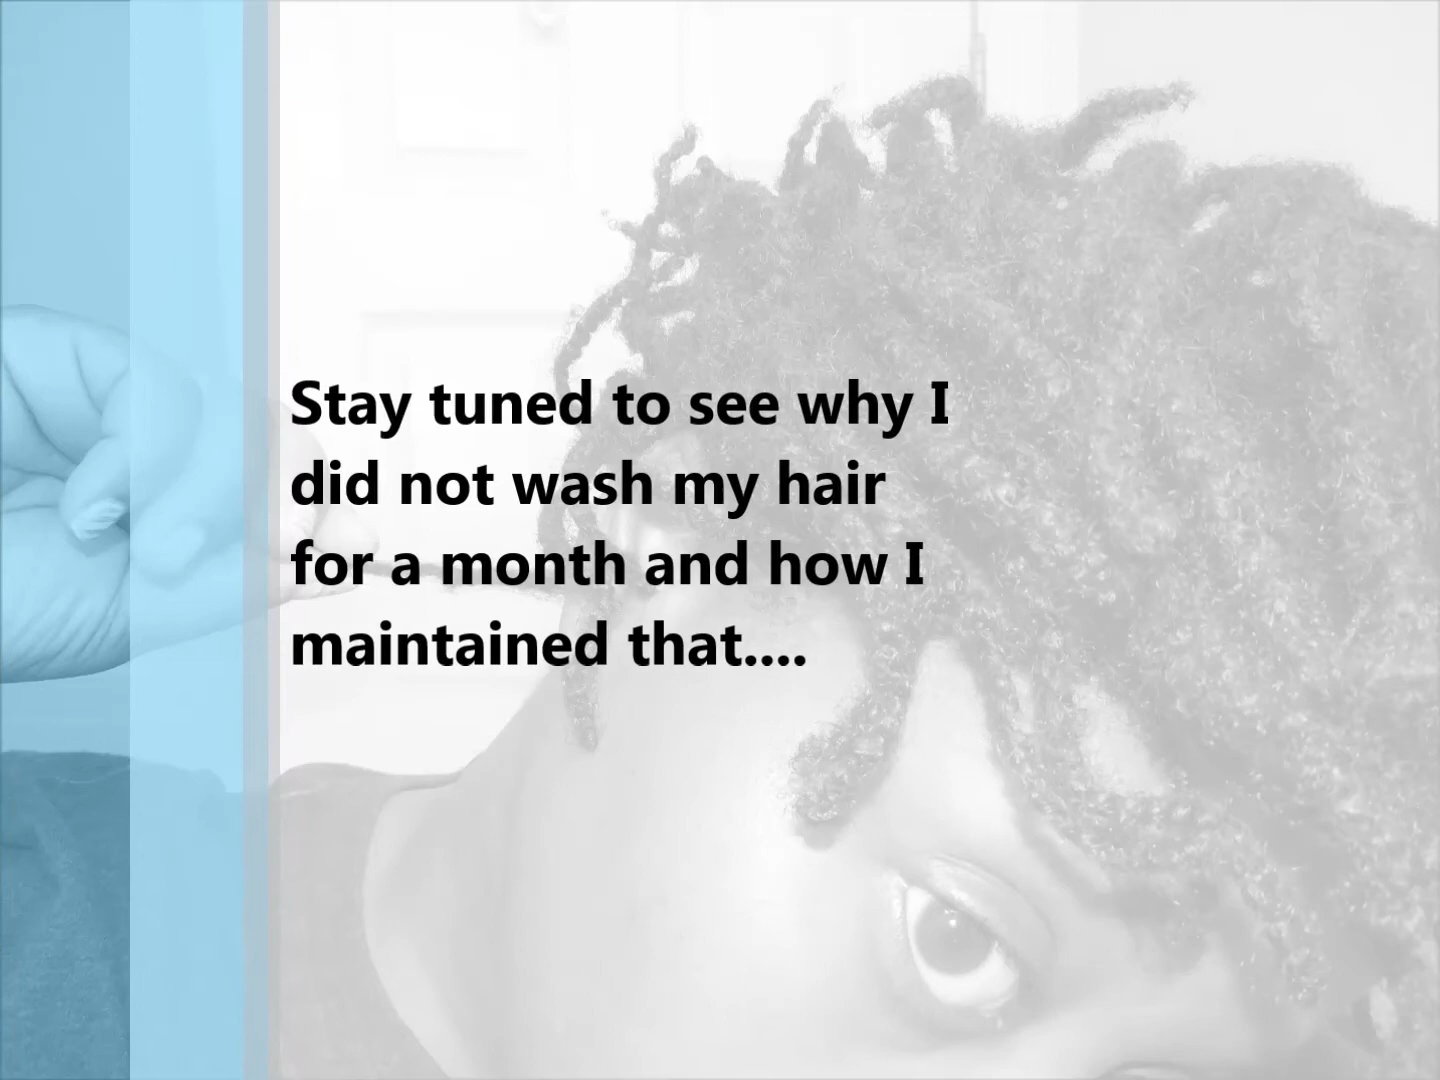 Stay tuned to see why I
did not wash my hair
for a month and how I
maintained that....